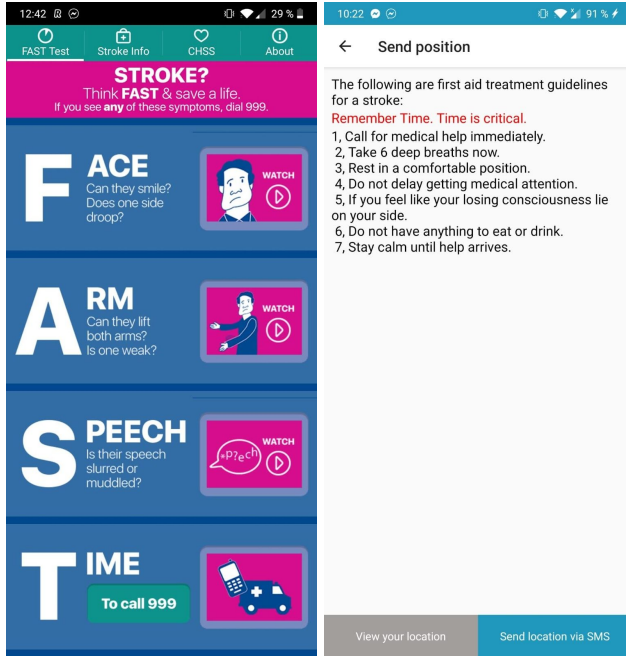 12:42
29 %
FAST Test
Stroke Info
CHSS
About
STROKE?
Think FAST & save a life.
If you see any of these symptoms, dial 999.
FACE
Can they smile?
Does one side
droop?
WATCH
ARM
Can they lift
both arms?
Is one weak?
WATCH
SPEECH
Is their speech
slurred or
muddled?
*P?ech
WATCH
TIME
To call 999
10:22
91 %
Send position
The following are first aid treatment guidelines
for a stroke:
Remember Time. Time is critical.
1, Call for medical help immediately.
2, Take 6 deep breaths now.
3, Rest in a comfortable position.
4, Do not delay getting medical attention.
5, If you feel like your losing consciousness lie
on your side.
6, Do not have anything to eat or drink.
7, Stay calm until help arrives.
View your location
Send location via SMS